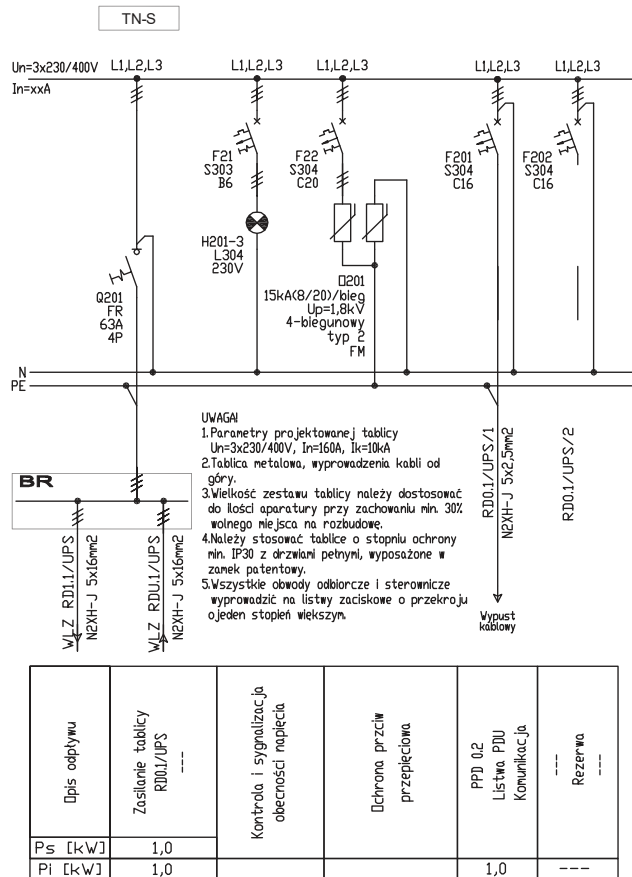 TN-S
Un=3x230/400V
In=xxA
L1,L2,L3
L1,L2,L3
L1,L2,L3
L1,L2,L3
L1,L2,L3
F21
S303
B6
F22
S304
C20
F201
S304
C16
F202
S304
C16
H201-3
L304
230V
Q201
FR
63A
4P
O201
15kA(8/20)/bieg
Up=1,8kV
4-biegunowy
typ 2
FM
N
PE
UWAGA!
1. Parametry projektowanej tablicy
Un=3x230/400V, In=160A, Ik=10kA
2. Tablica metalowa, wyprowadzenia kabli od
góry.
3. Wielkość zestawu tablicy należy dostosować
do ilości aparatury przy zachowaniu min. 30%
wolnego miejsca na rozbudowę.
4. Należy stosować tablice o stopniu ochrony
min. IP30 z drzwiami pełnymi, wyposażone w
zamek patentowy.
5. Wszystkie obwody odbiorcze i sterownicze
wyprowadzić na listwy zaciskowe o przekroju
o jeden stopień większym.
BR
WLZ RD1.1/UPS
N2XH-J 5x16mm2
WLZ RDU.1/UPS
N2XH-J 5x16mm2
RD0.1/UPS/1
N2XH-J 5x2,5mm2
RD0.1/UPS/2
Wypust
kablowy
Opis odpływu
Zasilanie tablicy
RD0.1/UPS
---
Kontrola i sygnalizacja
obecności napięcia
Ochrona przciw
przepięciowa
PPD 0.2
Listwa PDU
Komunikacja
---
Rezerwa
---
Ps [kW] 1,0
Pi [kW] 1,0 1,0 ---